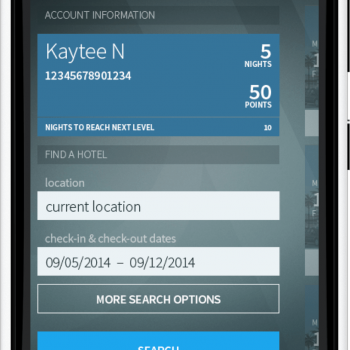 ACCOUNT INFORMATION
Kaytee N
5
NIGHTS
12345678901234
50
POINTS
NIGHTS TO REACH NEXT LEVEL 10
FIND A HOTEL
location
current location
check-in & check-out dates
09/05/2014 – 09/12/2014
MORE SEARCH OPTIONS
SEARCH